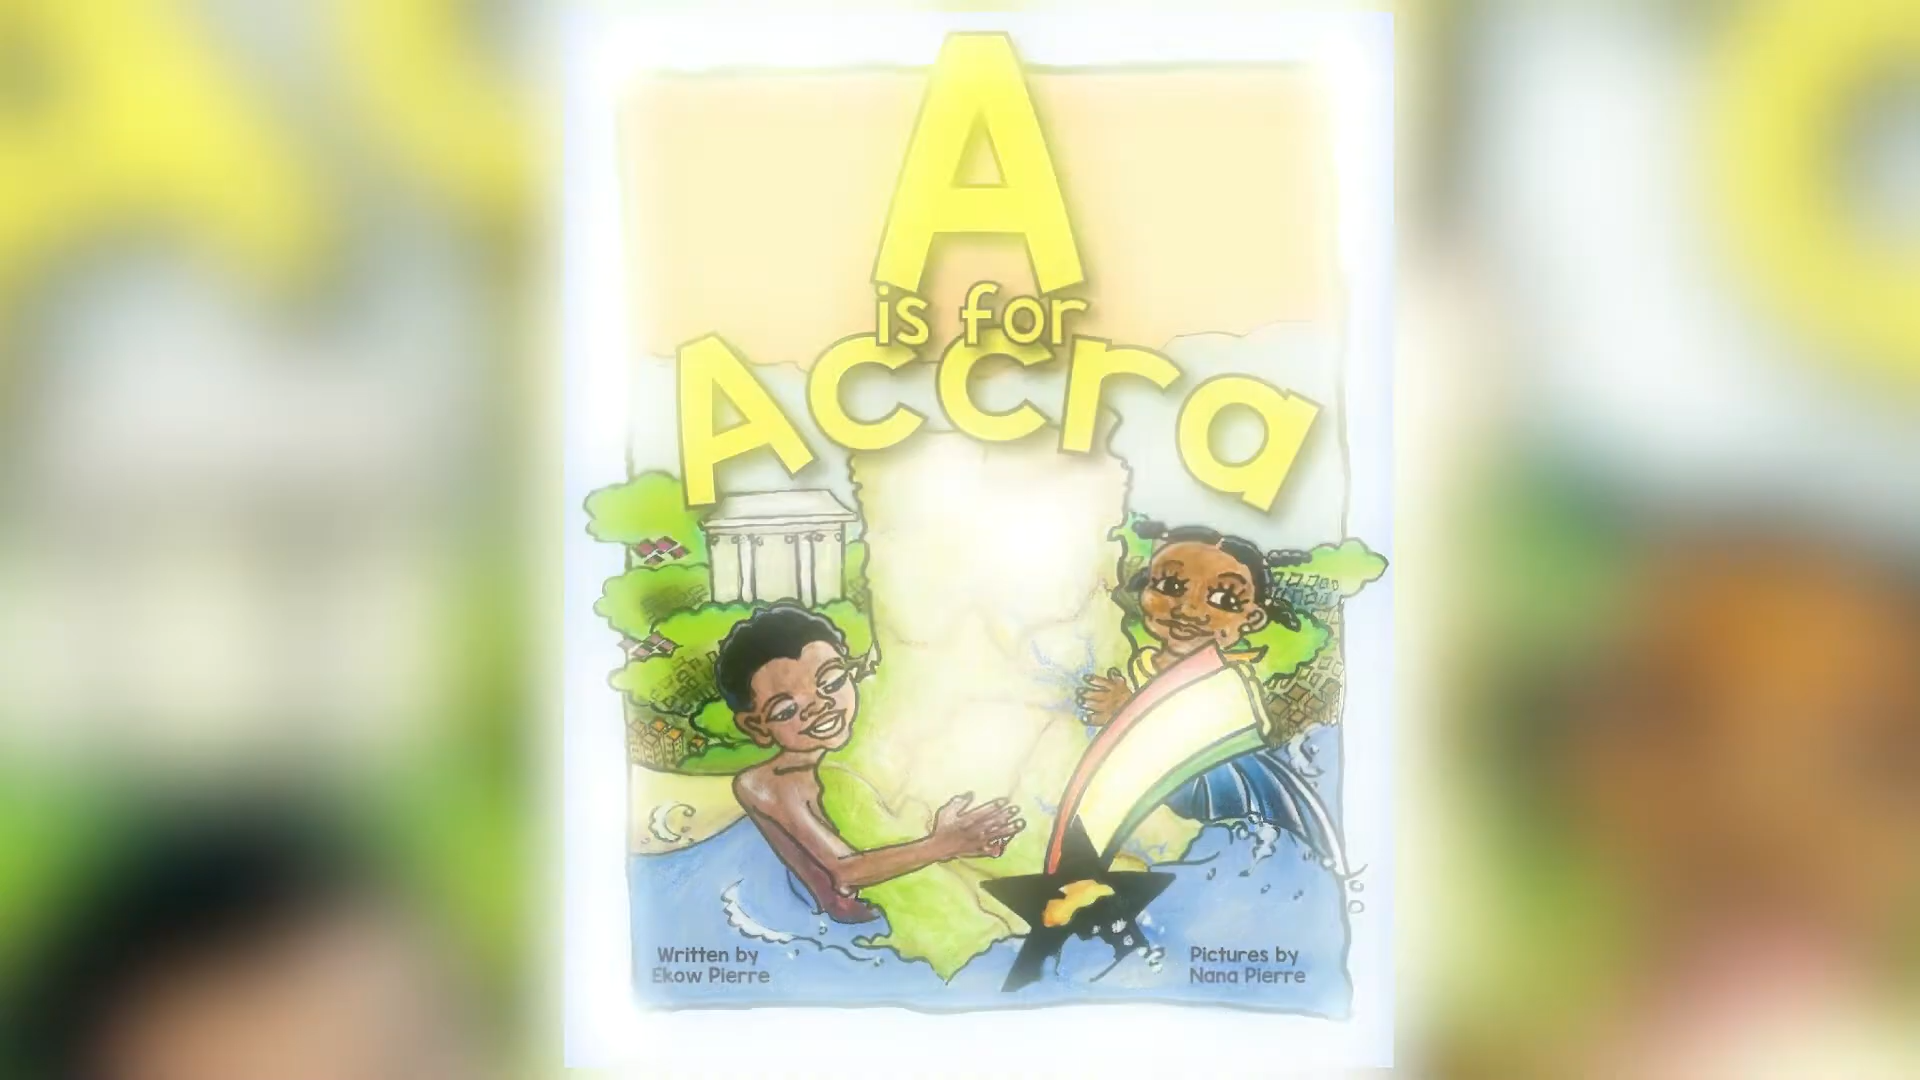 A
is for
Accra
Written by
Ekow Pierre
Pictures by
Nana Pierre